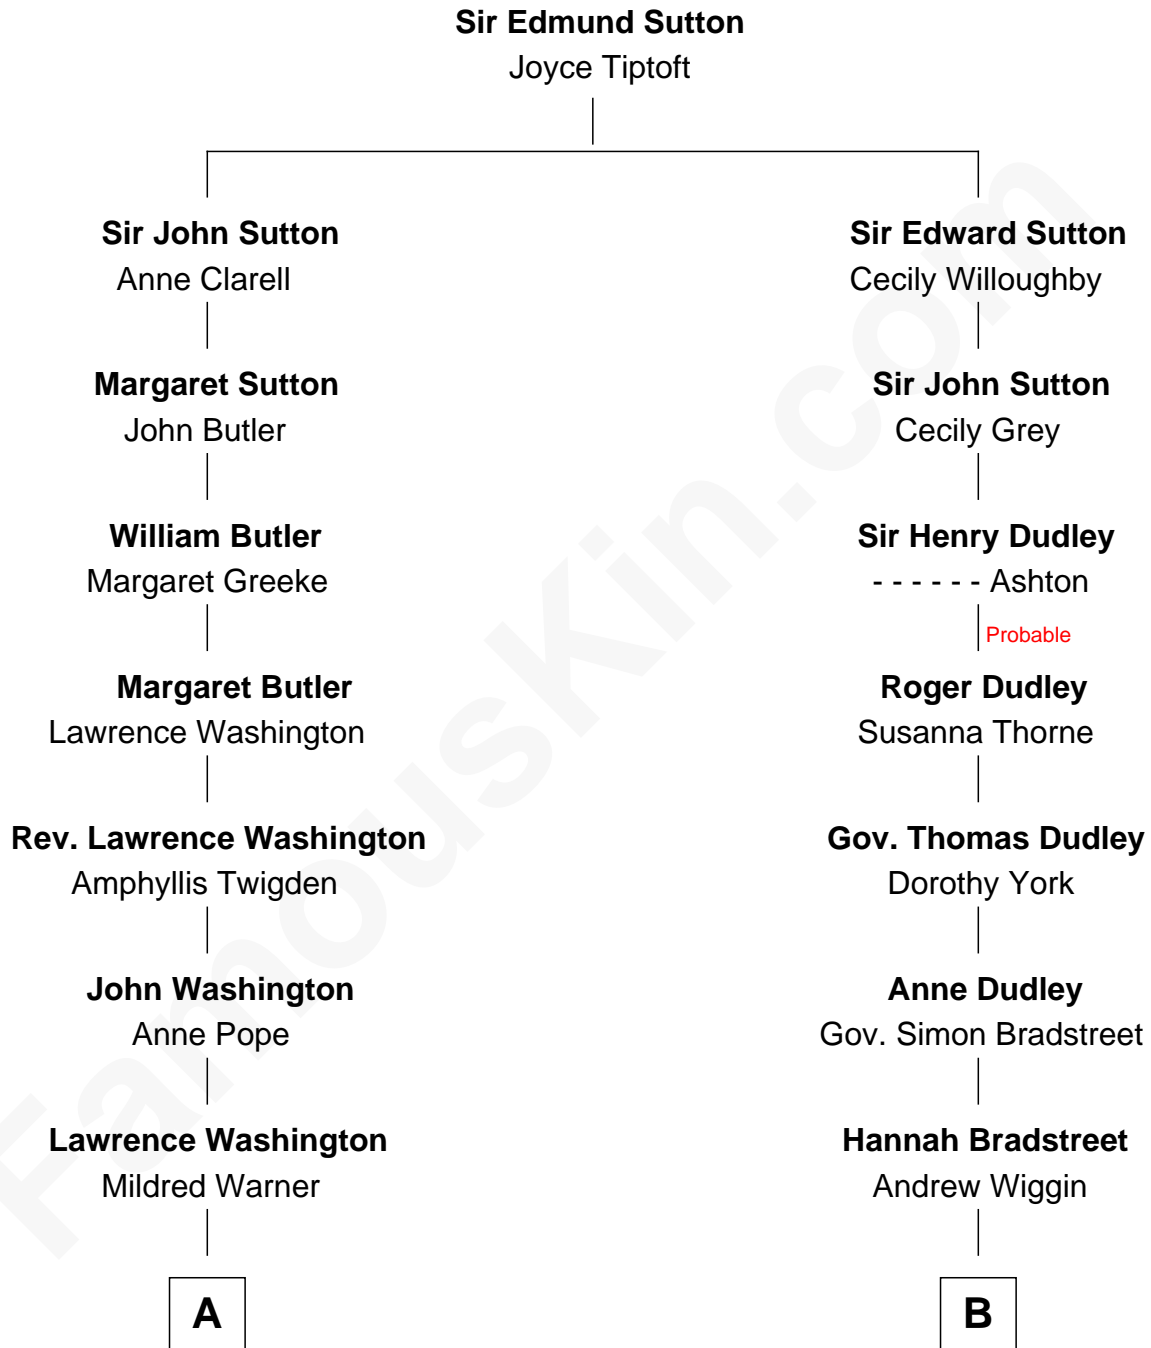 Sir Edmund Sutton
Joyce Tiptoft
Sir John Sutton
Anne Clarell
Margaret Sutton
John Butler
William Butler
Margaret Greeke
Margaret Butler
Lawrence Washington
Rev. Lawrence Washington
Amphyllis Twigden
John Washington
Anne Pope
Lawrence Washington
Mildred Warner
A
Sir Edward Sutton
Cecily Willoughby
Sir John Sutton
Cecily Grey
Sir Henry Dudley
- - - - - - Ashton
Probable
Roger Dudley
Susanna Thorne
Gov. Thomas Dudley
Dorothy York
Anne Dudley
Gov. Simon Bradstreet
Hannah Bradstreet
Andrew Wiggin
B
FamousKin.com